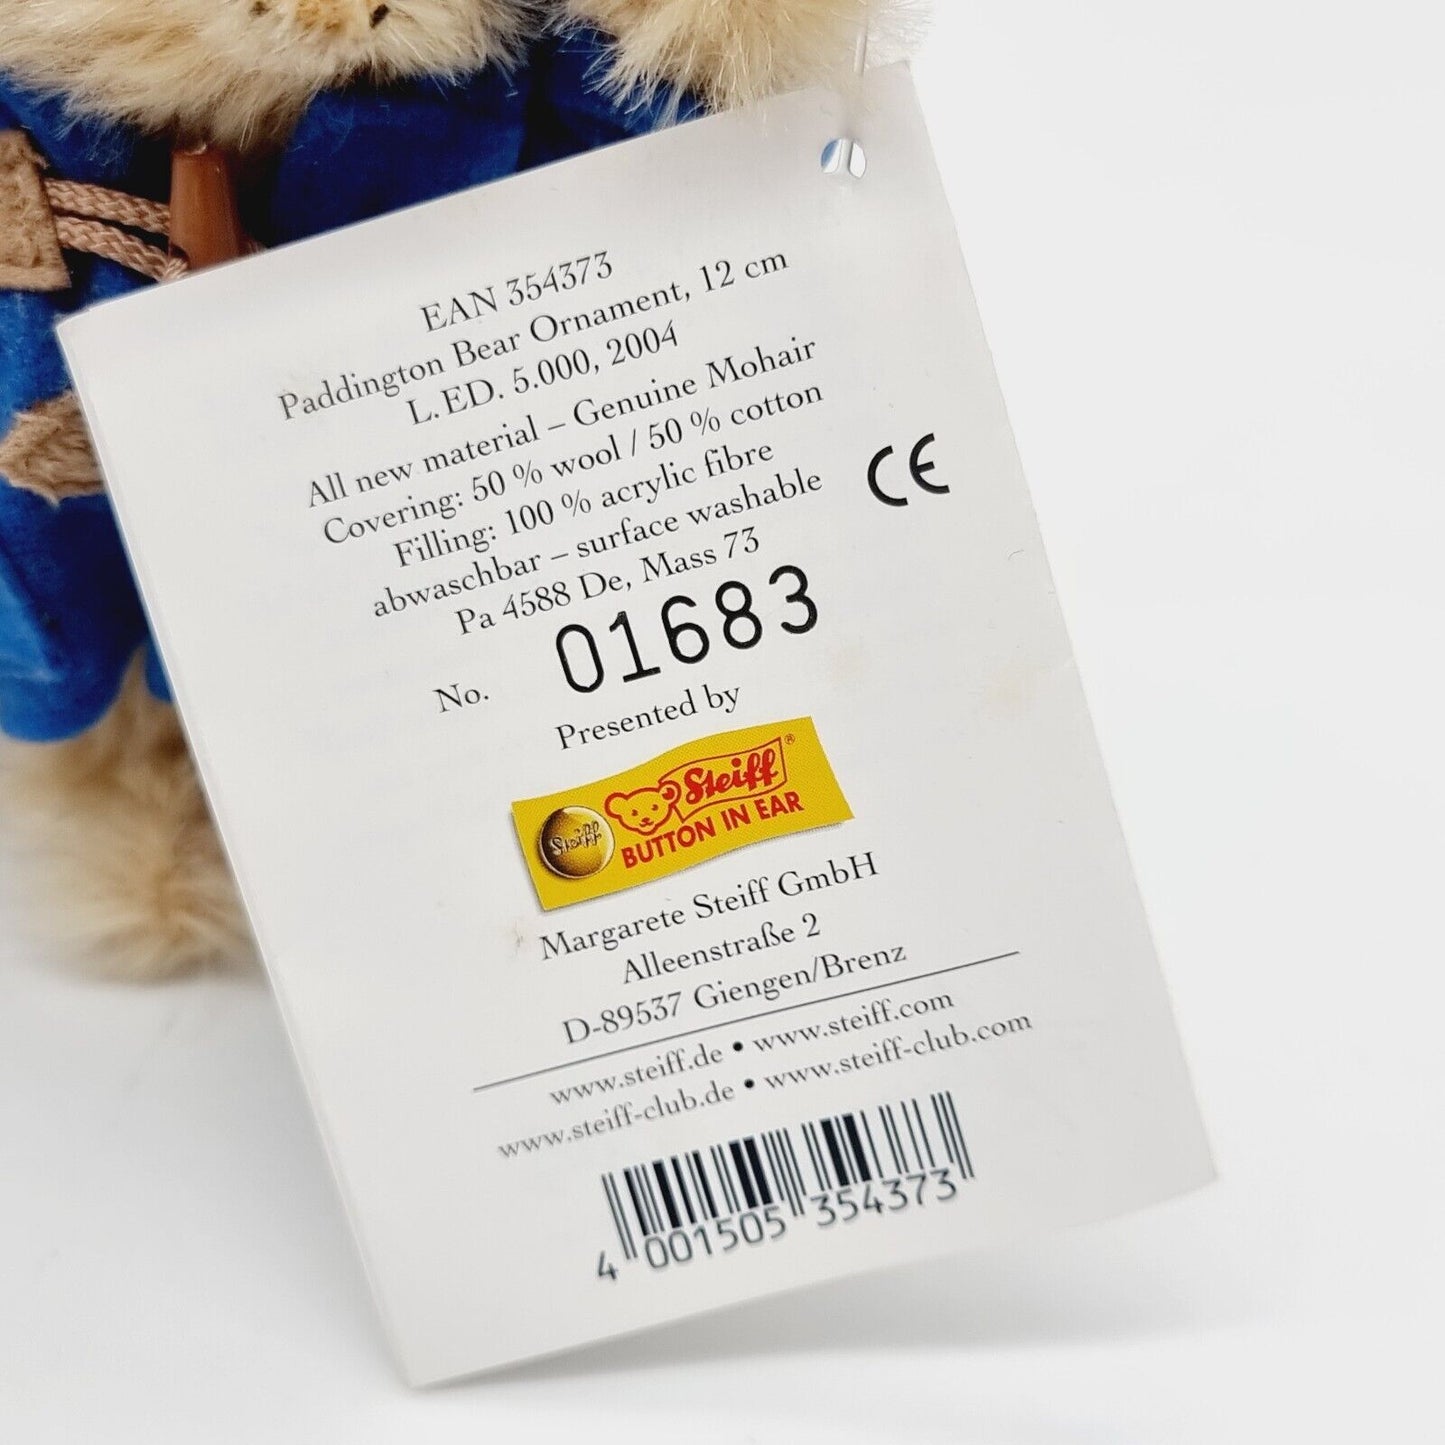 EAN 354373
Paddington Bear Ornament, 12 cm
L. ED. 5.000, 2004
All new material – Genuine Mohair
Covering: 50 % wool / 50 % cotton
Filling: 100 % acrylic fibre
abwaschbar – surface washable
Pa 4588 De, Mass 73
CE
No. 01683
Presented by
Steiff Steiff ®
BUTTON IN EAR
Margarete Steiff GmbH
Alleenstraße 2
D-89537 Giengen/Brenz
www.steiff.de • www.steiff.com
www.steiff-club.de • www.steiff-club.com
4 001505 354373